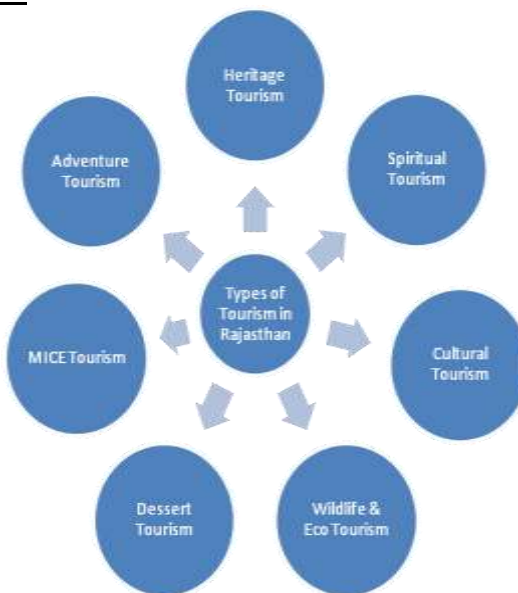 Heritage
Tourism
Spiritual
Tourism
Cultural
Tourism
Wildlife &
Eco Tourism
Dessert
Tourism
MICE Tourism
Adventure
Tourism
Types of
Tourism in
Rajasthan